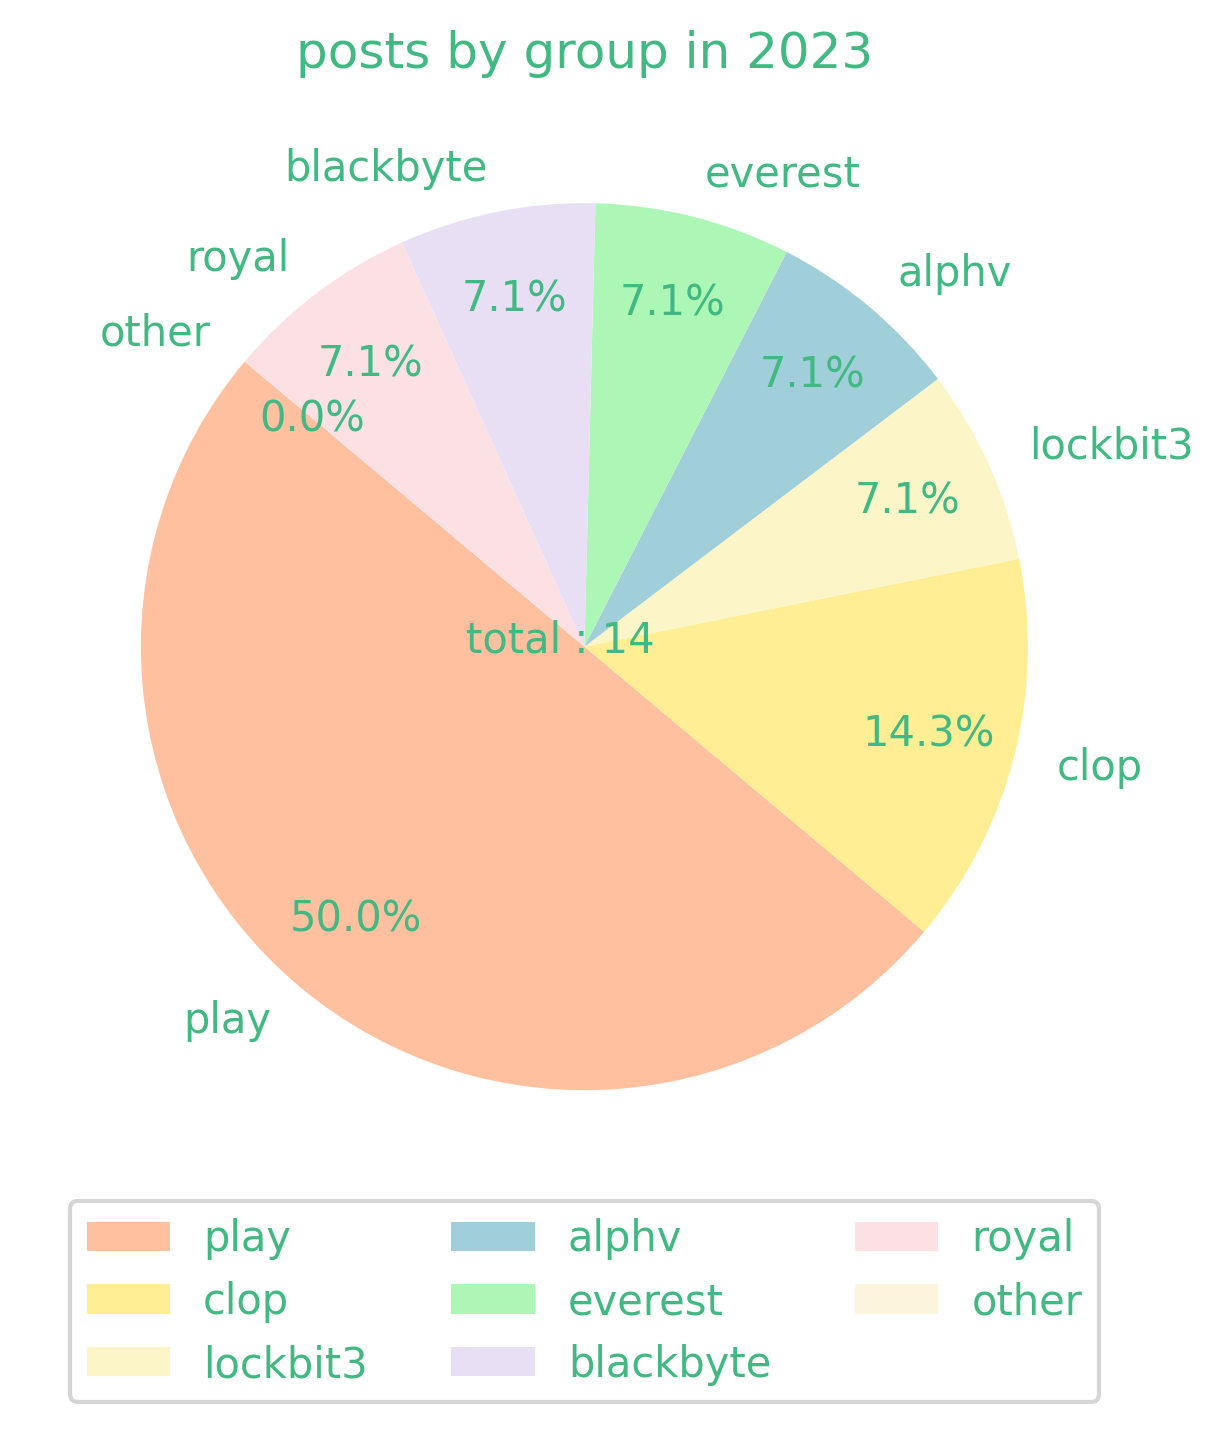 posts by group in 2023
blackbyte
everest
royal
alphv
other
7.1%
7.1%
7.1%
7.1%
0.0%
lockbit3
7.1%
total : 14
14.3%
clop
50.0%
play
play
alphv
royal
clop
everest
other
lockbit3
blackbyte